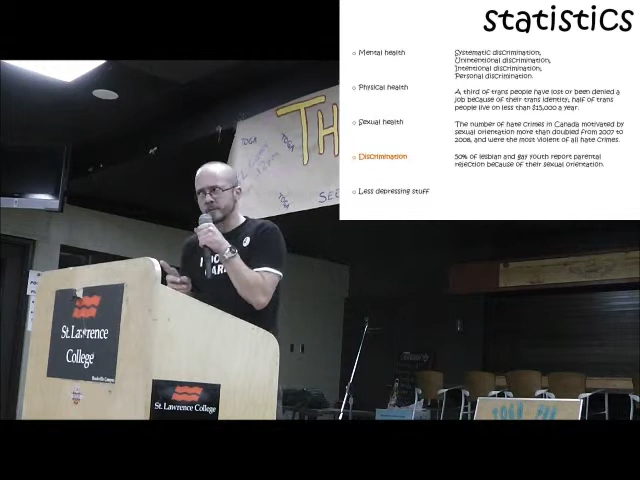 statistics
Mental health
Physical health
Sexual health
Discrimination
Less depressing stuff
Systematic discrimination,
Unintentional discrimination,
Intentional discrimination,
Personal discrimination.
A third of trans people have lost or been denied a
job because of their trans identity, half of trans
people live on less than $15,000 a year.
The number of hate crimes in Canada motivated by
sexual orientation more than doubled from 2007 to
2008, and were the most violent of all hate crimes.
50% of lesbian and gay youth report parental
rejection because of their sexual orientation.
TH
YOGA
SEE
St. Lawrence
College
St. Lawrence College